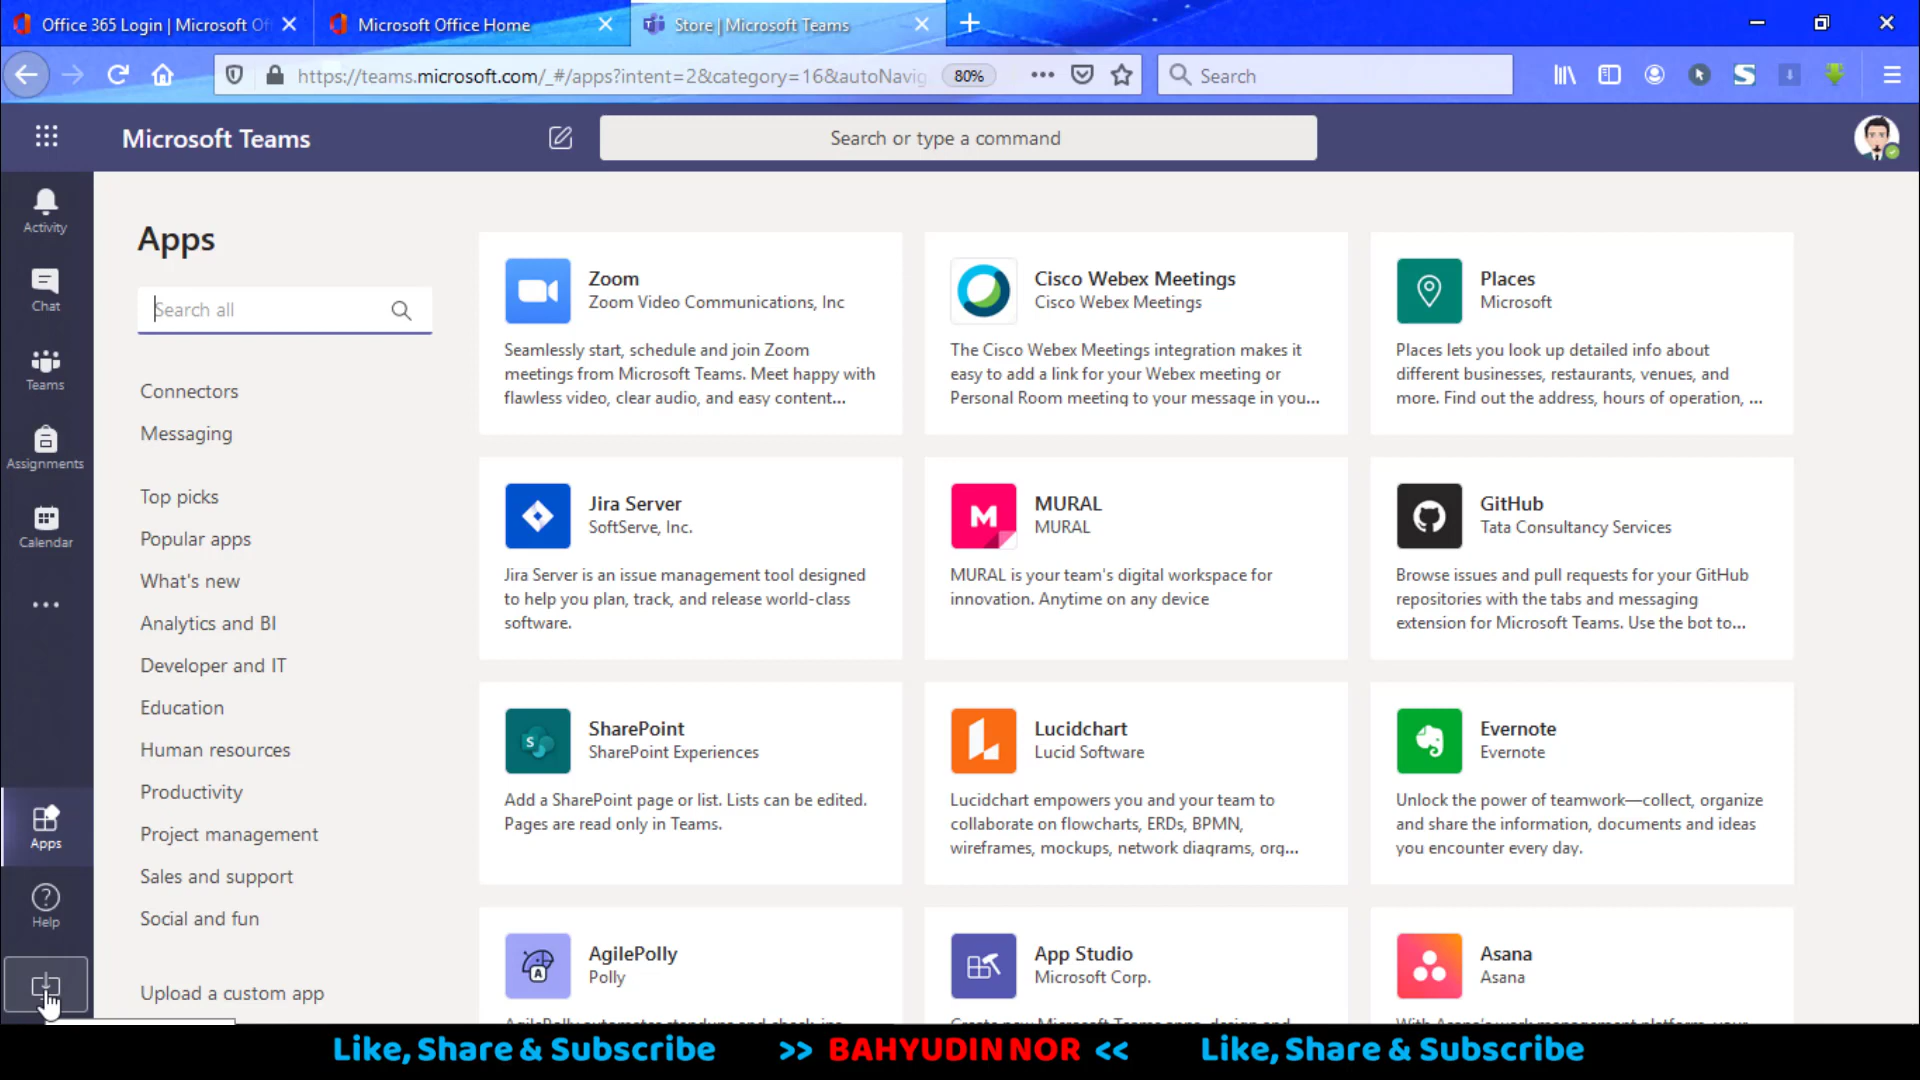 Office 365 Login | Microsoft Of
Microsoft Office Home
Store | Microsoft Teams
https://teams.microsoft.com/_#/apps?intent=2&category=16&autoNavig
80%
Search
Microsoft Teams
Search or type a command
Activity
Chat
Teams
Assignments
Calendar
Apps
Help
Apps
Search all
Connectors
Messaging
Top picks
Popular apps
What's new
Analytics and BI
Developer and IT
Education
Human resources
Productivity
Project management
Sales and support
Social and fun
Upload a custom app
Zoom
Zoom Video Communications, Inc
Seamlessly start, schedule and join Zoom
meetings from Microsoft Teams. Meet happy with
flawless video, clear audio, and easy content...
Cisco Webex Meetings
Cisco Webex Meetings
The Cisco Webex Meetings integration makes it
easy to add a link for your Webex meeting or
Personal Room meeting to your message in you...
Places
Microsoft
Places lets you look up detailed info about
different businesses, restaurants, venues, and
more. Find out the address, hours of operation, ...
Jira Server
SoftServe, Inc.
Jira Server is an issue management tool designed
to help you plan, track, and release world-class
software.
MURAL
MURAL
MURAL is your team's digital workspace for
innovation. Anytime on any device
GitHub
Tata Consultancy Services
Browse issues and pull requests for your GitHub
repositories with the tabs and messaging
extension for Microsoft Teams. Use the bot to...
SharePoint
SharePoint Experiences
Add a SharePoint page or list. Lists can be edited.
Pages are read only in Teams.
Lucidchart
Lucid Software
Lucidchart empowers you and your team to
collaborate on flowcharts, ERDs, BPMN,
wireframes, mockups, network diagrams, org...
Evernote
Evernote
Unlock the power of teamwork—collect, organize
and share the information, documents and ideas
you encounter every day.
AgilePolly
Polly
App Studio
Microsoft Corp.
Asana
Asana
Like, Share & Subscribe >> BAHYUDIN NOR << Like, Share & Subscribe